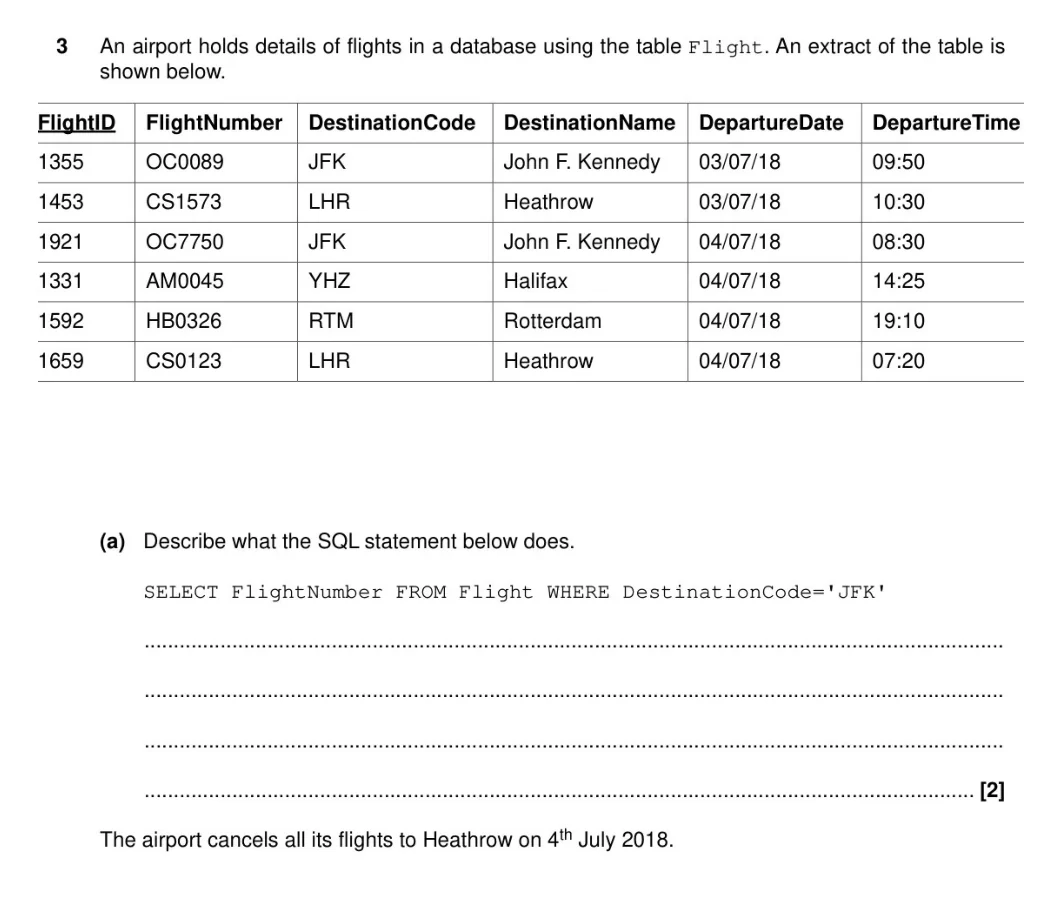 3 An airport holds details of flights in a database using the table Flight. An extract of the table is
shown below.
FlightID FlightNumber DestinationCode DestinationName DepartureDate DepartureTime
1355 OC0089 JFK John F. Kennedy 03/07/18 09:50
1453 CS1573 LHR Heathrow 03/07/18 10:30
1921 OC7750 JFK John F. Kennedy 04/07/18 08:30
1331 AM0045 YHZ Halifax 04/07/18 14:25
1592 HB0326 RTM Rotterdam 04/07/18 19:10
1659 CS0123 LHR Heathrow 04/07/18 07:20
(a) Describe what the SQL statement below does.
SELECT FlightNumber FROM Flight WHERE DestinationCode='JFK'
[2]
The airport cancels all its flights to Heathrow on 4th July 2018.